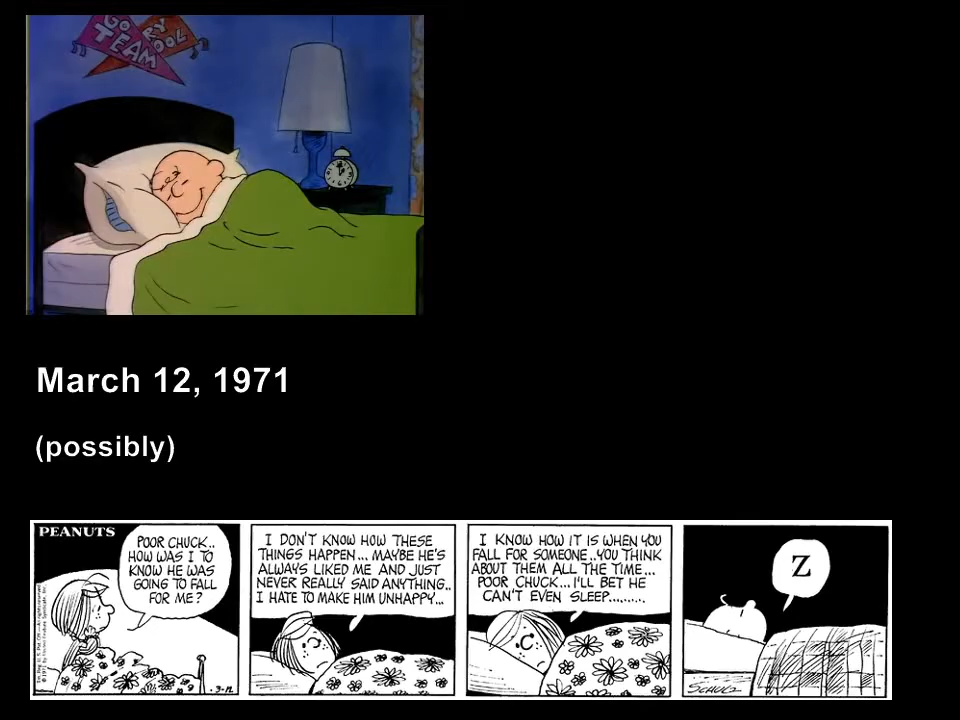 GO
TEAM
RY
OOL
March 12, 1971
(possibly)
PEANUTS
POOR CHUCK..
HOW WAS I TO
KNOW HE WAS
GOING TO FALL
FOR ME?
3-12
I DON'T KNOW HOW THESE
THINGS HAPPEN... MAYBE HE'S
ALWAYS LIKED ME AND JUST
NEVER REALLY SAID ANYTHING..
I HATE TO MAKE HIM UNHAPPY...
I KNOW HOW IT IS WHEN YOU
FALL FOR SOMEONE..YOU THINK
ABOUT THEM ALL THE TIME...
POOR CHUCK...I'LL BET HE
CAN'T EVEN SLEEP.........
Z
SCHULZ